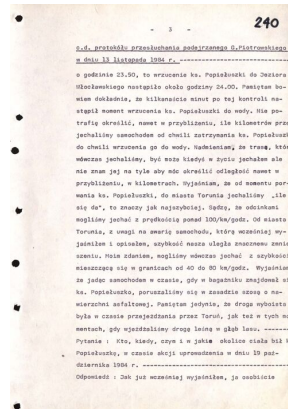 - 3 -
240
c.d. protokółu przesłuchania podejrzanego G.Piotrowskiego
w dniu 13 listopada 1984 r. ------------------
o godzinie 23.50, to wrzucenie ks. Popiełuszki do Jeziora
Włocławskiego nastąpiło około godziny 24.00. Pamiętam bo-
wiem dokładnie, że kilkanaście minut po tej kontroli na-
stąpił moment wrzucenia ks. Popiełuszki do wody. Nie po-
trafię określić, nawet w przybliżeniu, ile kilometrów prze
jechaliśmy samochodem od chwili zatrzymania ks. Popiełuszk
do chwili wrzucenia go do wody. Nadmieniam, że trasą, któr
wówczas jechaliśmy, być może kiedyś w życiu jechałem ale
nie znam jej na tyle aby móc określić odległość nawet w
przybliżeniu, w kilometrach. Wyjaśniam, że od momentu por-
wania ks. Popiełuszki, do miasta Torunia jechaliśmy "ile
się da", to znaczy jak najszybciej. Sądzę, że odcinkami
mogliśmy jechać z prędkością ponad 100/km/godz. Od miasta
Torunia, z uwagi na awarię samochodu, którą wcześniej wy-
jaśniłem i opisałem, szybkość nasza uległa znacznemu zmni
szeniu. Moim zdaniem, mogliśmy wówczas jechać z szybkości
mieszczącą się w granicach od 40 do 80 km/godz. Wyjaśniam
że jadąc samochodem w czasie, gdy w bagażniku znajdował si
ks. Popiełuszko, poruszaliśmy się w zasadzie szosą o na-
wierzchni asfaltowej. Pamiętam jedynie, że droga wyboista
była w czasie przejeżdżania przez Toruń, jak też w tych mo
mentach, gdy wjeżdżaliśmy drogą leśną w głąb lasu. --------
Pytanie : Kto, kiedy, czym i w jakie okolice ciała bił k
Popiełuszkę, w czasie akcji uprowadzenia w dniu 19 paź-
dziernika 1984 r. ------------------
Odpowiedź : Jak już wcześniej wyjaśniłem, ja osobiście